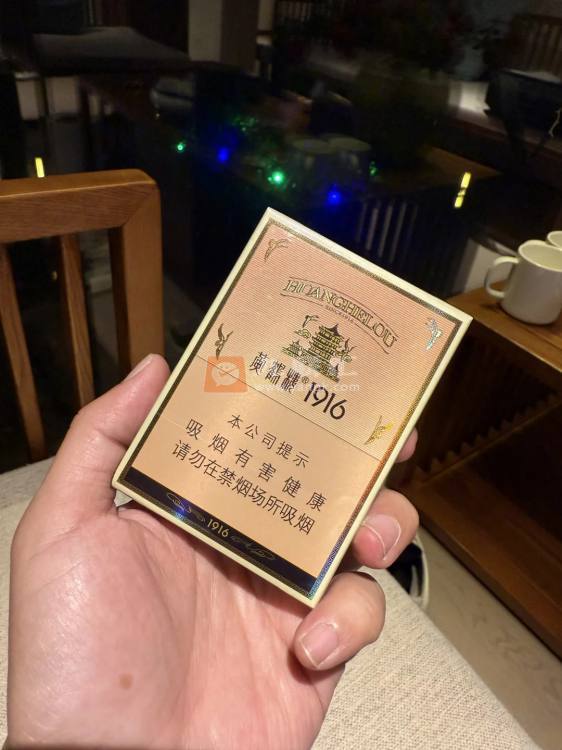 HUANGHELOU
黄鹤楼® 1916
本公司提示
吸烟有害健康
请勿在禁烟场所吸烟
1916